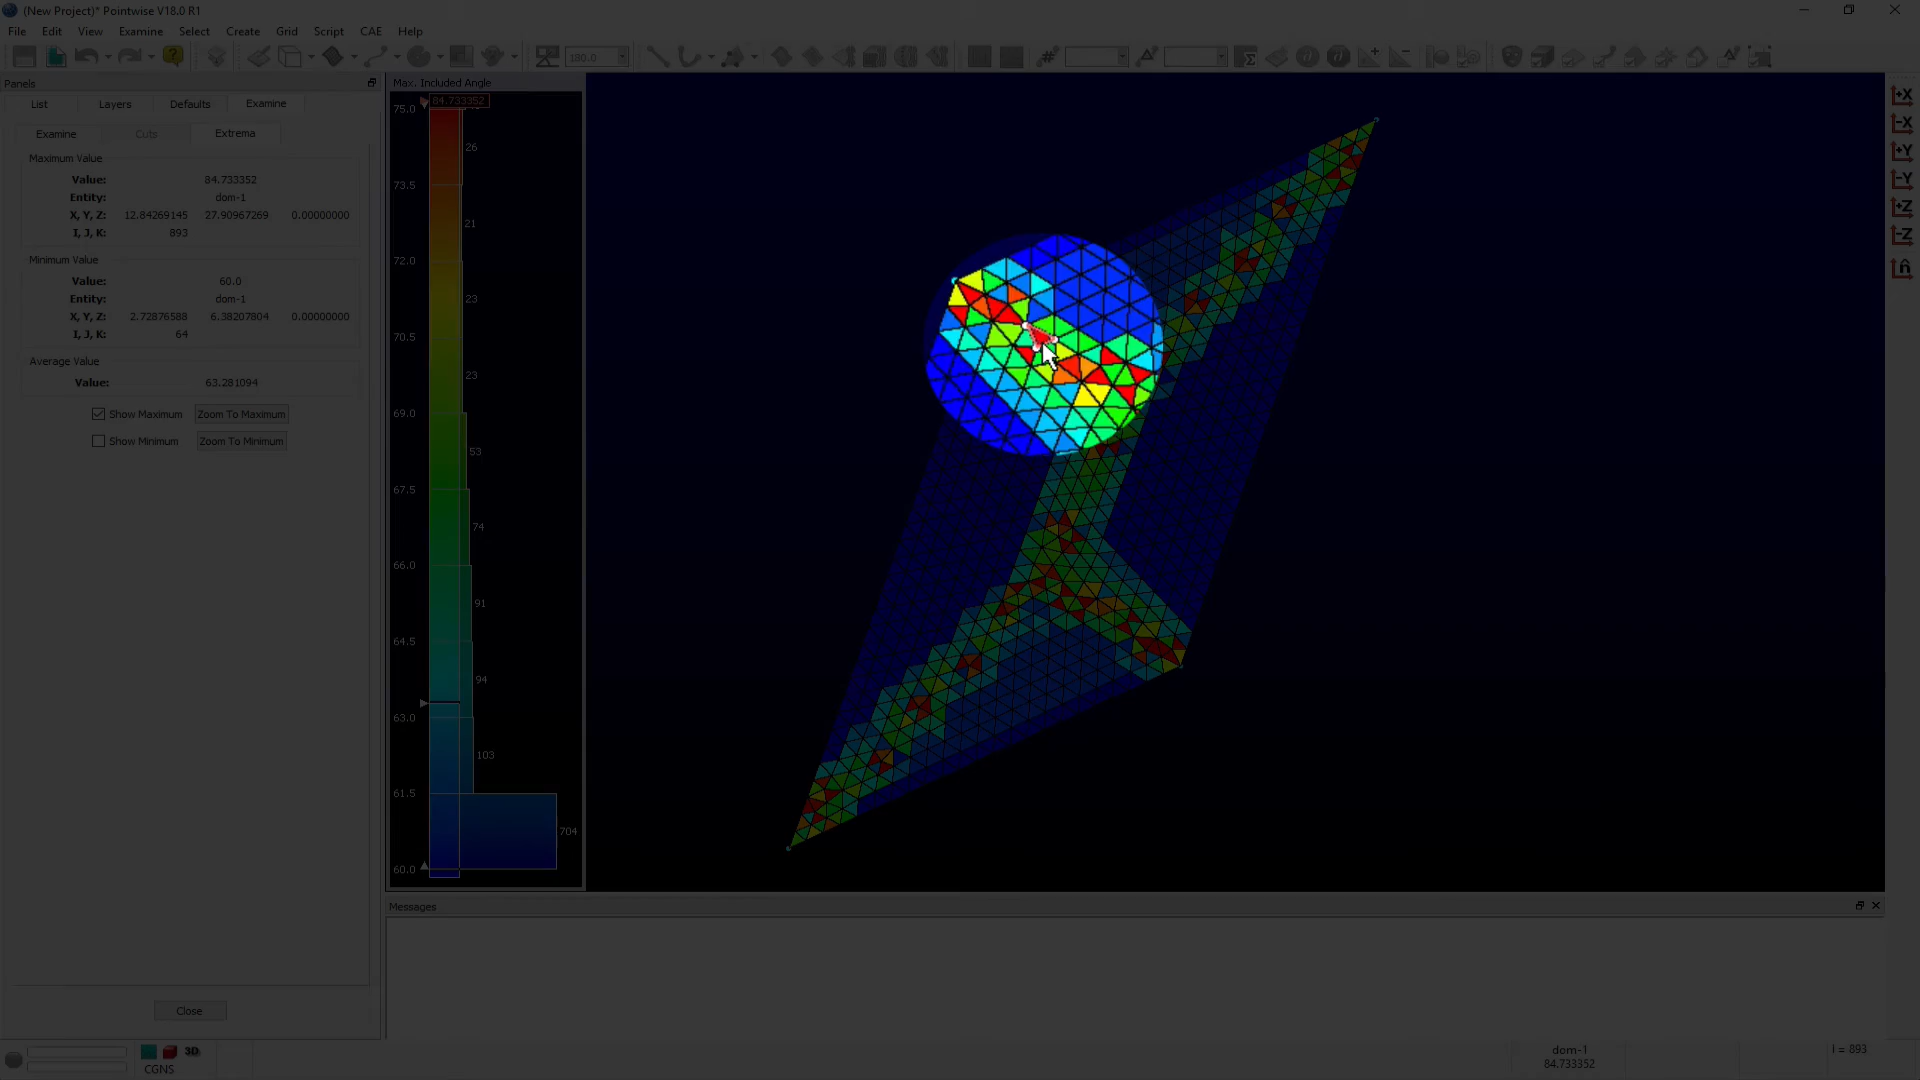 (New Project)* Pointwise V18.0 R1
File Edit View Examine Select Create Grid Script CAE Help
180.0
Panels
List Layers Defaults Examine
Examine Cuts Extrema
Maximum Value
Value: 84.733352
Entity: dom-1
X, Y, Z: 12.84269145 27.90967269 0.00000000
I, J, K: 893
Minimum Value
Value: 60.0
Entity: dom-1
X, Y, Z: 2.72876588 6.38207804 0.00000000
I, J, K: 64
Average Value
Value: 63.281094
Show Maximum Zoom To Maximum
Show Minimum Zoom To Minimum
Close
Max. Included Angle
84.733352
75.0
26
73.5
21
72.0
23
70.5
23
69.0
53
67.5
74
66.0
91
64.5
94
63.0
103
61.5
704
60.0
+X
-X
+Y
-Y
+Z
-Z
n̂
Messages
3D
CGNS
dom-1
84.733352
I = 893